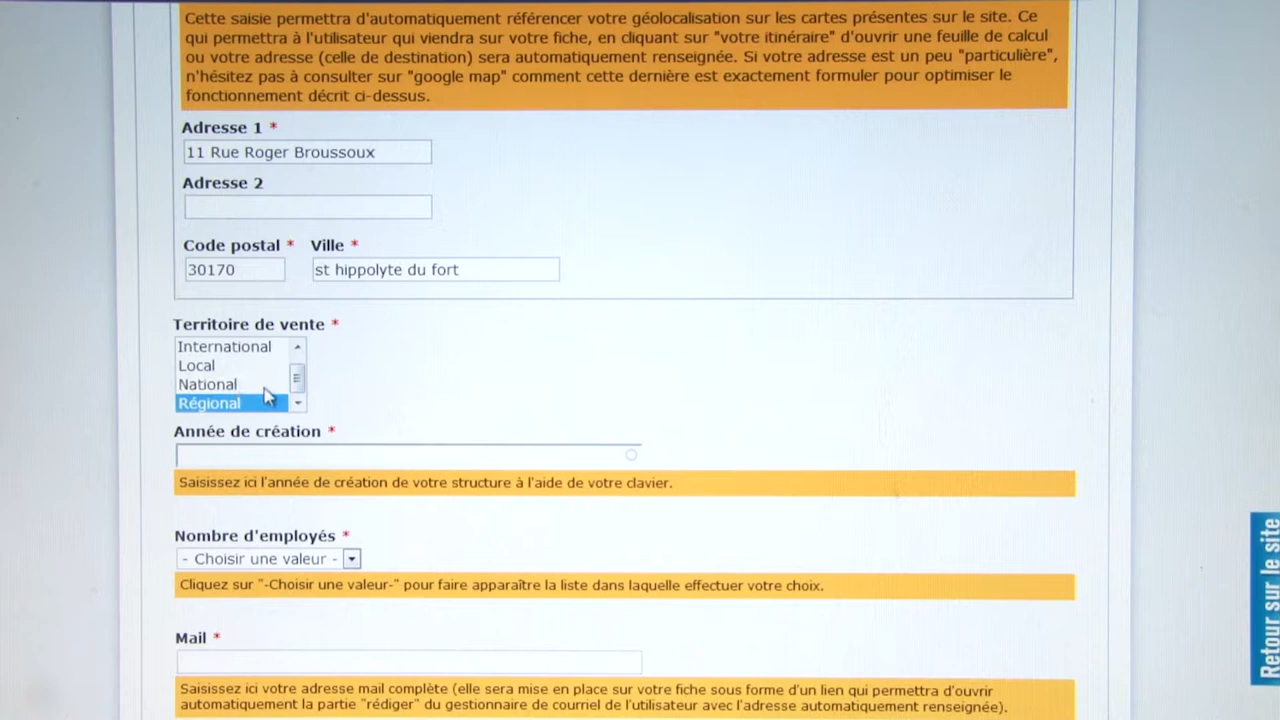 Cette saisie permettra d'automatiquement référencer votre géolocalisation sur les cartes présentes sur le site. Ce
qui permettra à l'utilisateur qui viendra sur votre fiche, en cliquant sur "votre itinéraire" d'ouvrir une feuille de calcul
ou votre adresse (celle de destination) sera automatiquement renseignée. Si votre adresse est un peu "particulière",
n'hésitez pas à consulter sur "google map" comment cette dernière est exactement formuler pour optimiser le
fonctionnement décrit ci-dessus.
Adresse 1 *
11 Rue Roger Broussoux
Adresse 2
Code postal * Ville *
30170 st hippolyte du fort
Territoire de vente *
International
Local
National
Régional
Année de création *
Saisissez ici l'année de création de votre structure à l'aide de votre clavier.
Nombre d'employés *
- Choisir une valeur -
Cliquez sur "-Choisir une valeur-" pour faire apparaître la liste dans laquelle effectuer votre choix.
Mail *
Saisissez ici votre adresse mail complète (elle sera mise en place sur votre fiche sous forme d'un lien qui permettra d'ouvrir
automatiquement la partie "rédiger" du gestionnaire de courriel de l'utilisateur avec l'adresse automatiquement renseignée).
Retour sur le site